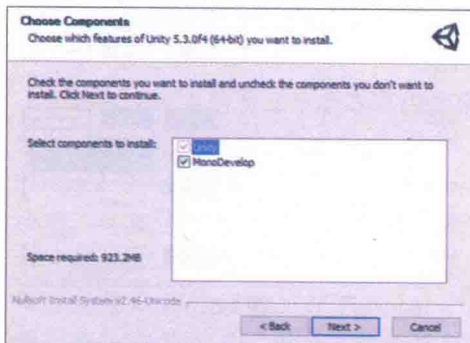 Choose Components
Choose which features of Unity 5.3.0f4 (64-bit) you want to install.
Check the components you want to install and uncheck the components you don't want to
install. Click Next to continue.
Select components to install:
Unity
MonoDevelop
Space required: 923.2MB
Nullsoft Install System v2.46-Unicode
< Back
Next >
Cancel